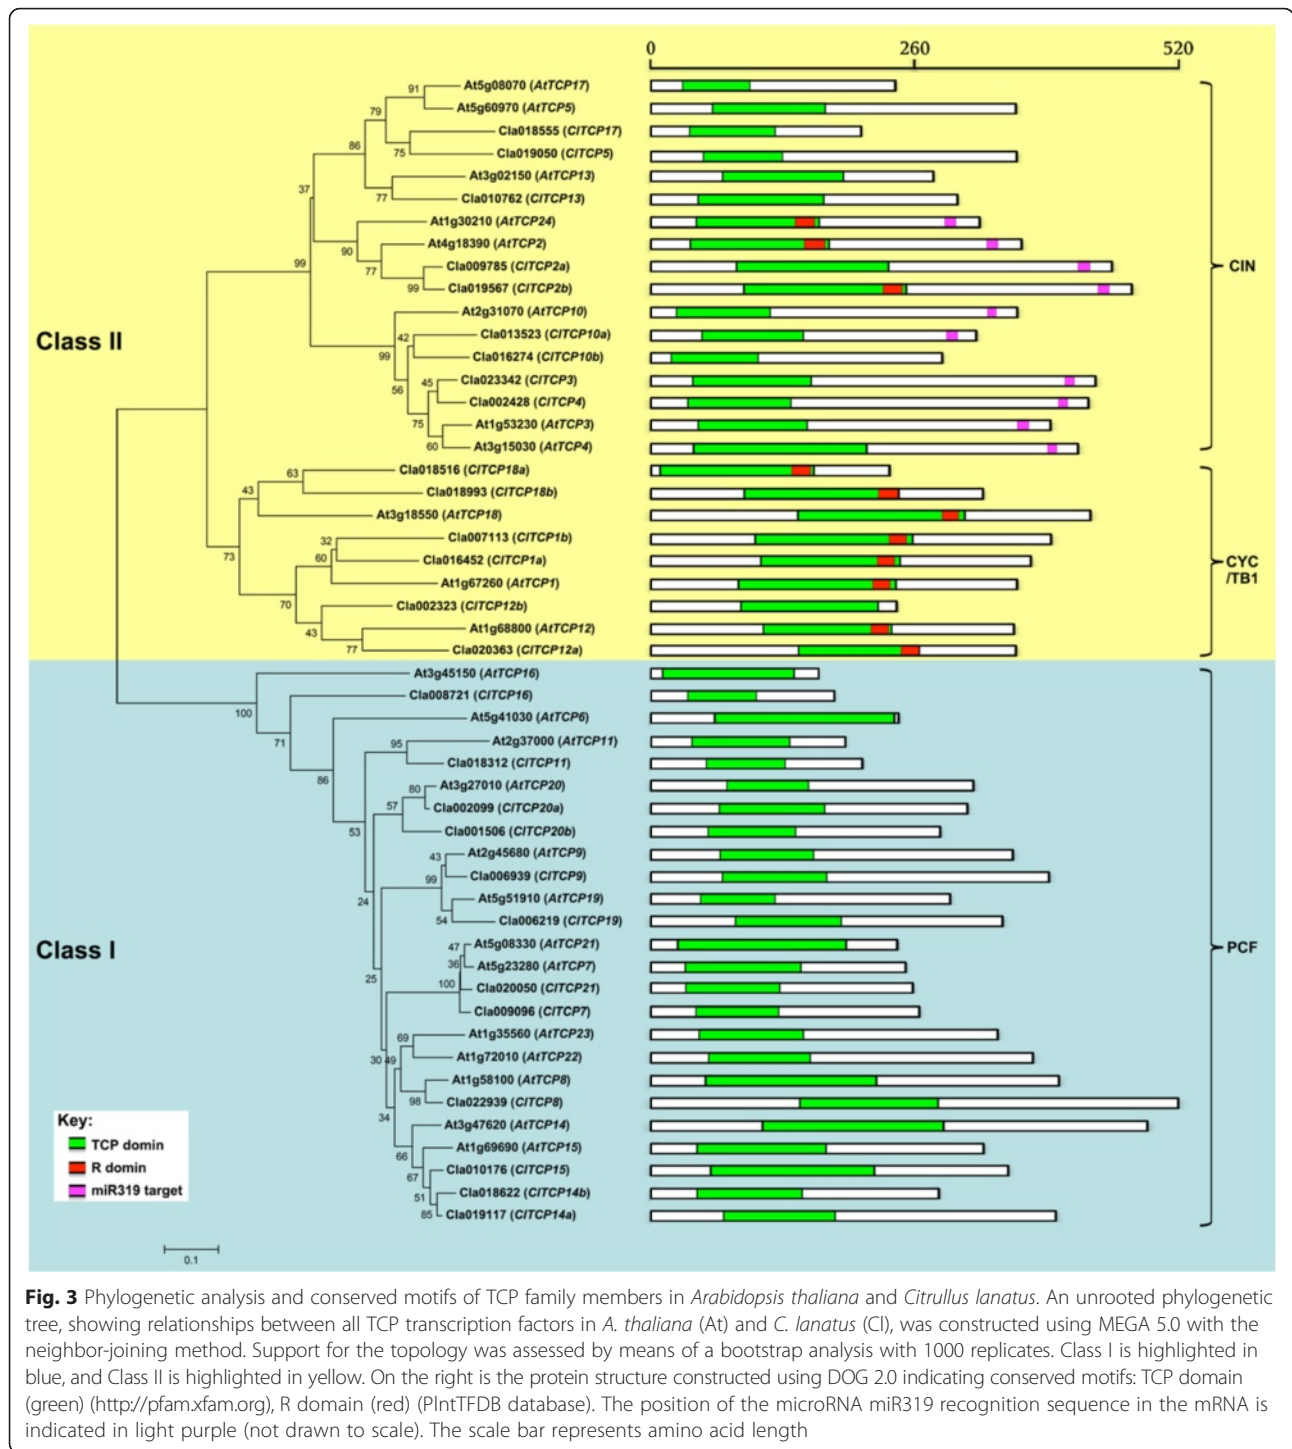 0 260 520
At5g08070 (AtTCP17)
At5g60970 (AtTCP5)
Cla018555 (ClTCP17)
Cla019050 (ClTCP5)
At3g02150 (AtTCP13)
Cla010762 (ClTCP13)
At1g30210 (AtTCP24)
At4g18390 (AtTCP2)
Cla009785 (ClTCP2a)
Cla019567 (ClTCP2b)
At2g31070 (AtTCP10)
Cla013523 (ClTCP10a)
Cla016274 (ClTCP10b)
Cla023342 (ClTCP3)
Cla002428 (ClTCP4)
At1g53230 (AtTCP3)
At3g15030 (AtTCP4)
Cla018516 (ClTCP18a)
Cla018993 (ClTCP18b)
At3g18550 (AtTCP18)
Cla007113 (ClTCP1b)
Cla016452 (ClTCP1a)
At1g67260 (AtTCP1)
Cla002323 (ClTCP12b)
At1g68800 (AtTCP12)
Cla020363 (ClTCP12a)
At3g45150 (AtTCP16)
Cla008721 (ClTCP16)
At5g41030 (AtTCP6)
At2g37000 (AtTCP11)
Cla018312 (ClTCP11)
At3g27010 (AtTCP20)
Cla002099 (ClTCP20a)
Cla001506 (ClTCP20b)
At2g45680 (AtTCP9)
Cla006939 (ClTCP9)
At5g51910 (AtTCP19)
Cla006219 (ClTCP19)
At5g08330 (AtTCP21)
At5g23280 (AtTCP7)
Cla020050 (ClTCP21)
Cla009096 (ClTCP7)
At1g35560 (AtTCP23)
At1g72010 (AtTCP22)
At1g58100 (AtTCP8)
Cla022939 (ClTCP8)
At3g47620 (AtTCP14)
At1g69690 (AtTCP15)
Cla010176 (ClTCP15)
Cla018622 (ClTCP14b)
Cla019117 (ClTCP14a)
91
79
86
75
37
77
90
99
77
99
42
99
45
56
75
60
63
43
73
32
60
70
43
77
100
71
86
95
80
57
53
43
99
24
54
47
36
25
100
69
30
49
98
34
66
67
51
85
Class II
Class I
CIN
CYC
/TB1
PCF
Key:
TCP domin
R domin
miR319 target
0.1
Fig. 3 Phylogenetic analysis and conserved motifs of TCP family members in Arabidopsis thaliana and Citrullus lanatus. An unrooted phylogenetic
tree, showing relationships between all TCP transcription factors in A. thaliana (At) and C. lanatus (Cl), was constructed using MEGA 5.0 with the
neighbor-joining method. Support for the topology was assessed by means of a bootstrap analysis with 1000 replicates. Class I is highlighted in
blue, and Class II is highlighted in yellow. On the right is the protein structure constructed using DOG 2.0 indicating conserved motifs: TCP domain
(green) (http://pfam.xfam.org), R domain (red) (PlntTFDB database). The position of the microRNA miR319 recognition sequence in the mRNA is
indicated in light purple (not drawn to scale). The scale bar represents amino acid length